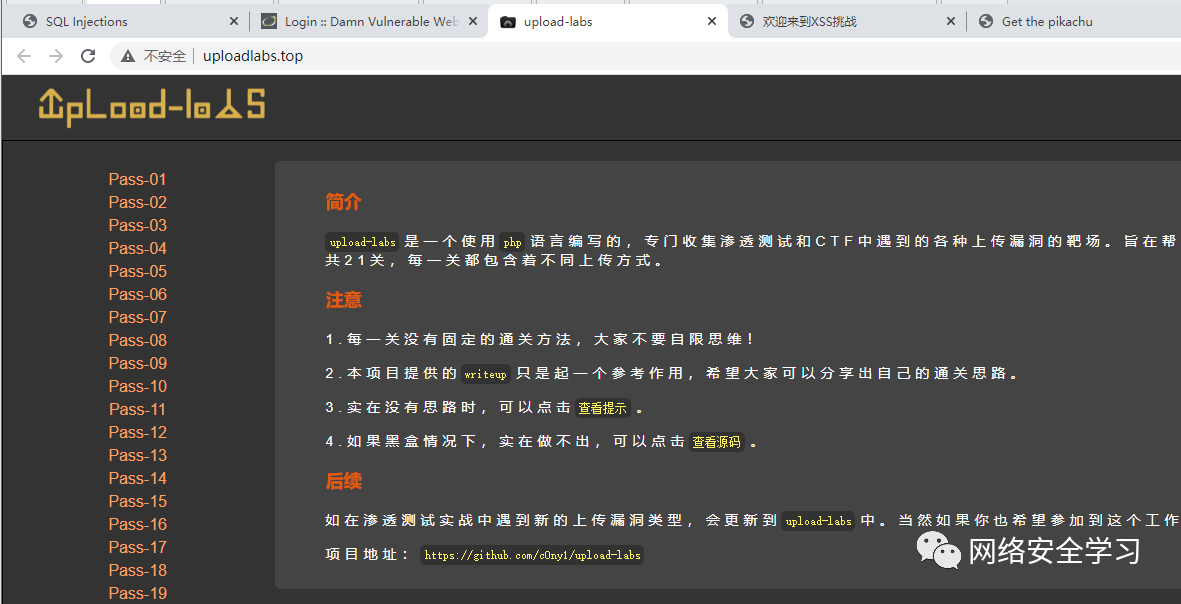 SQL Injections
Login :: Damn Vulnerable Web
upload-labs
欢迎来到XSS挑战
Get the pikachu
不安全
uploadlabs.top
UpLoad-labS
Pass-01
Pass-02
Pass-03
Pass-04
Pass-05
Pass-06
Pass-07
Pass-08
Pass-09
Pass-10
Pass-11
Pass-12
Pass-13
Pass-14
Pass-15
Pass-16
Pass-17
Pass-18
Pass-19
简介
upload-labs 是一个使用 php 语言编写的，专门收集渗透测试和CTF中遇到的各种上传漏洞的靶场。旨在帮
共21关，每一关都包含着不同上传方式。
注意
1.每一关没有固定的通关方法，大家不要自限思维！
2.本项目提供的 writeup 只是起一个参考作用，希望大家可以分享出自己的通关思路。
3.实在没有思路时，可以点击 查看提示 。
4.如果黑盒情况下，实在做不出，可以点击 查看源码 。
后续
如在渗透测试实战中遇到新的上传漏洞类型，会更新到 upload-labs 中。当然如果你也希望参加到这个工作
项目地址： https://github.com/c0ny1/upload-labs
网络安全学习